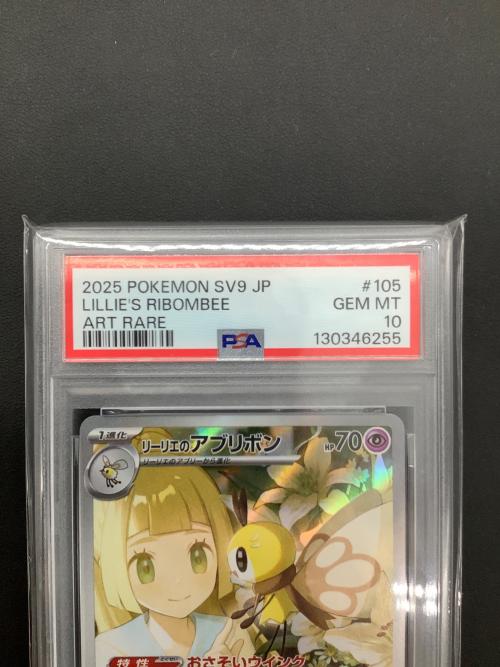 2025 POKEMON SV9 JP #105
LILLIE'S RIBOMBEE GEM MT
ART RARE 10
PSA 130346255
1進化 リーリエのアブリボン HP70
リーリエのアブリーから進化
特性 おさそいウイング